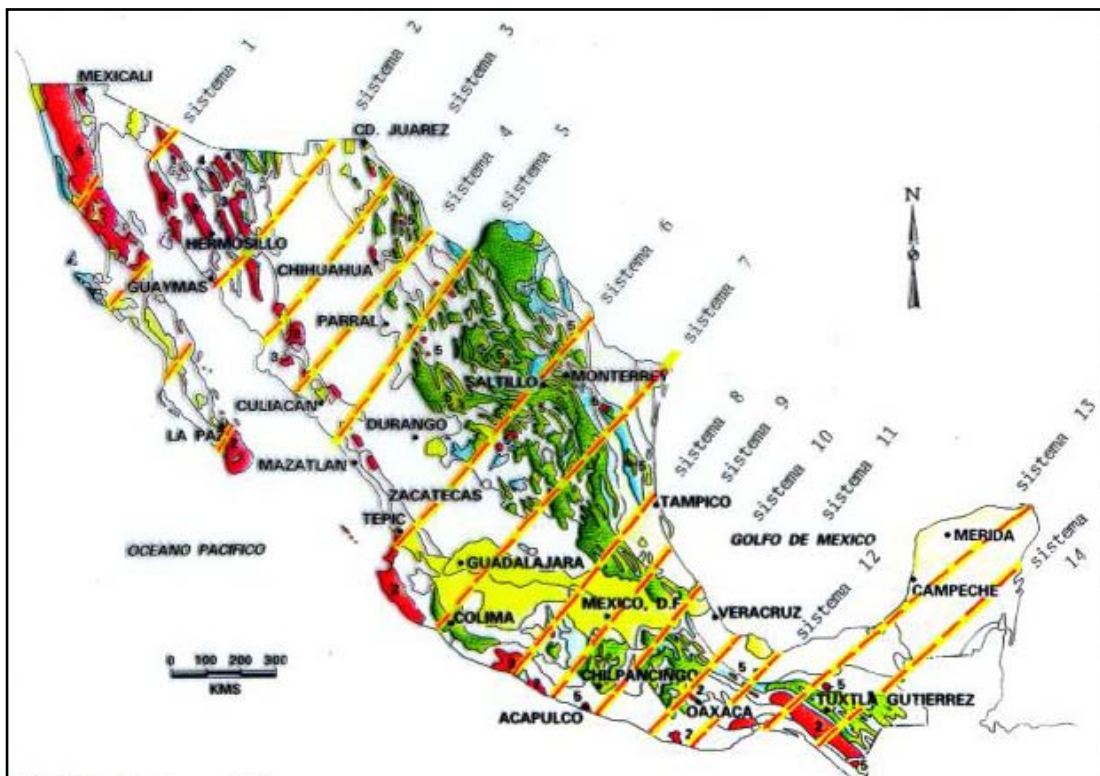 sistema 1
sistema 2
sistema 3
sistema 4
sistema 5
sistema 6
sistema 7
sistema 8
sistema 9
sistema 10
sistema 11
sistema 12
sistema 13
sistema 14
MEXICALI
CD. JUAREZ
N
HERMOSILLO
CHIHUAHUA
GUAYMAS
PARRAL
SALTILLO
MONTERREY
CULIACAN
DURANGO
LA PAZ
MAZATLAN
ZACATECAS
TAMPICO
TEPIC
OCEANO PACIFICO
GOLFO DE MEXICO
MERIDA
GUADALAJARA
CAMPECHE
MEXICO, D.F
VERACRUZ
COLIMA
0 100 200 300
KMS
CHILPANCINGO
TUXTLA GUTIERREZ
ACAPULCO
OAXACA